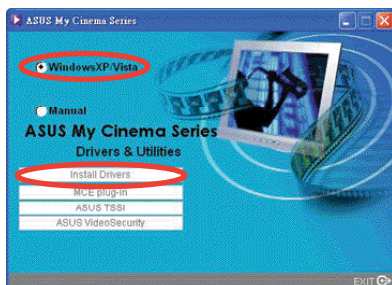 ASUS My Cinema Series
WindowsXP/Vista
Manual
ASUS My Cinema Series
Drivers & Utilities
Install Drivers
MCE plug-in
ASUS TSSI
ASUS VideoSecurity
EXIT